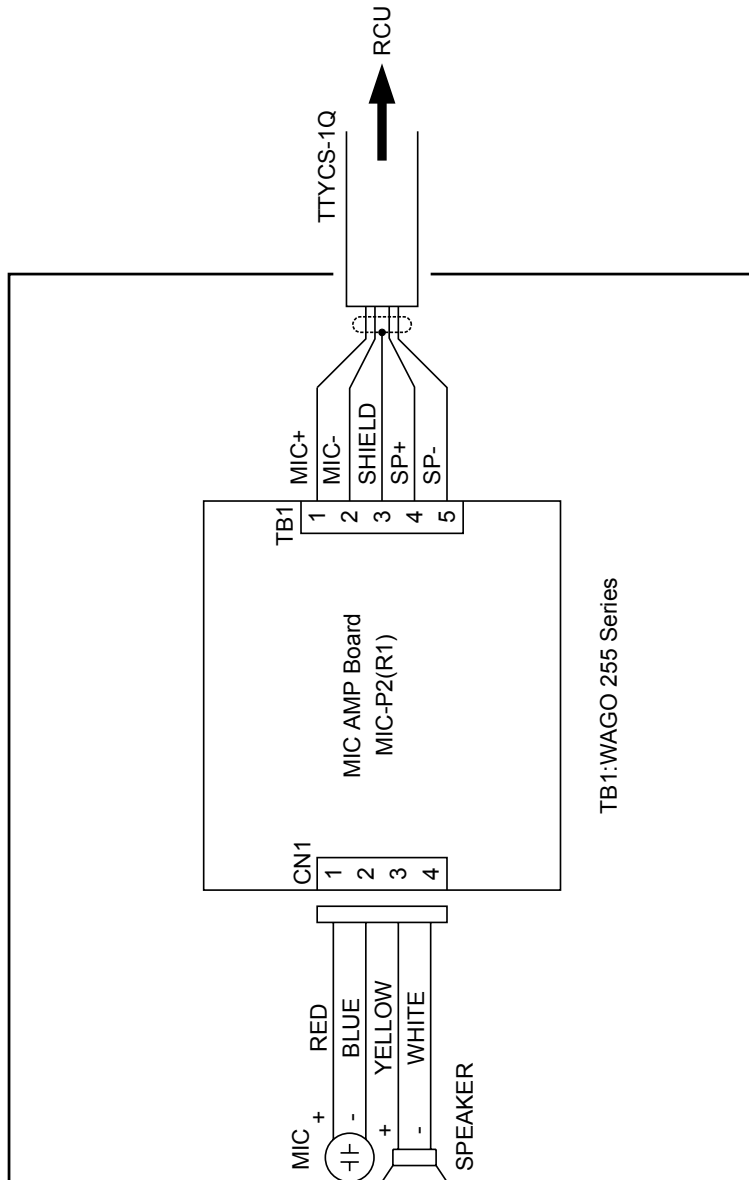 RCU
TTYCS-1Q
MIC+
MIC-
SHIELD
SP+
SP-
TB1
1
2
3
4
5
MIC AMP Board
MIC-P2(R1)
TB1:WAGO 255 Series
CN1
1
2
3
4
RED
BLUE
YELLOW
WHITE
MIC
+
-
+
-
SPEAKER